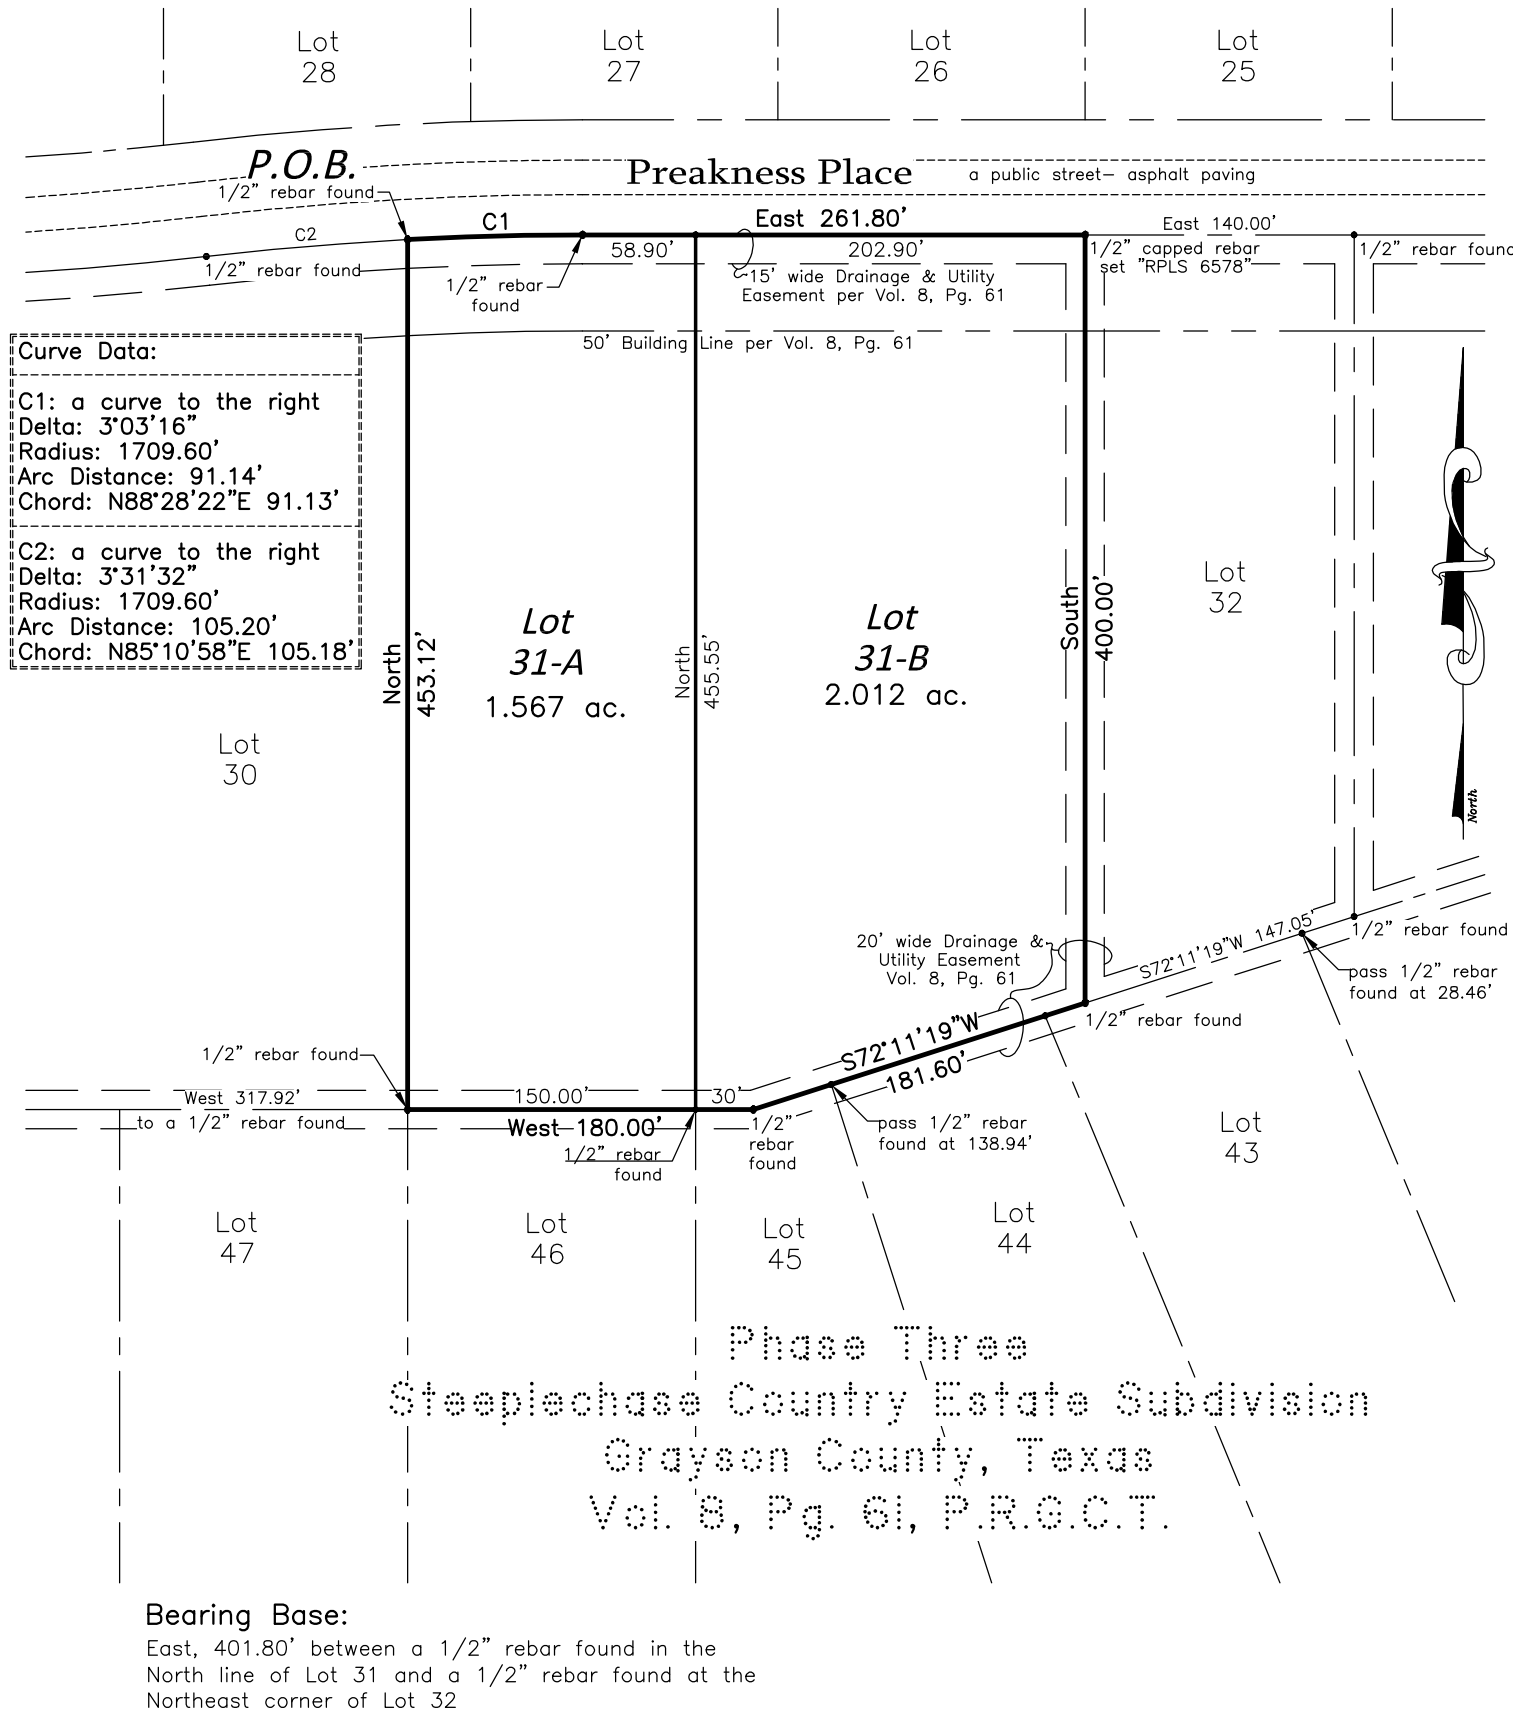 Lot
28
Lot
27
Lot
26
Lot
25
P.O.B.
1/2" rebar found
Preakness Place
a public street- asphalt paving
C2
C1
East 261.80'
East 140.00'
1/2" rebar found
58.90'
202.90'
1/2" capped rebar
set "RPLS 6578"
1/2" rebar found
1/2" rebar
found
15' wide Drainage & Utility
Easement per Vol. 8, Pg. 61
50' Building Line per Vol. 8, Pg. 61
Curve Data:
C1: a curve to the right
Delta: 3°03'16"
Radius: 1709.60'
Arc Distance: 91.14'
Chord: N88°28'22"E 91.13'
C2: a curve to the right
Delta: 3°31'32"
Radius: 1709.60'
Arc Distance: 105.20'
Chord: N85°10'58"E 105.18'
North
453.12'
Lot
31-A
1.567 ac.
North
455.55'
Lot
31-B
2.012 ac.
South
400.00'
Lot
32
North
Lot
30
20' wide Drainage &
Utility Easement
Vol. 8, Pg. 61
S72°11'19"W 147.05'
1/2" rebar found
pass 1/2" rebar
found at 28.46'
1/2" rebar found
S72°11'19"W
181.60'
1/2" rebar found
West 317.92'
to a 1/2" rebar found
150.00'
30'
West 180.00'
1/2" rebar
found
1/2"
rebar
found
pass 1/2" rebar
found at 138.94'
Lot
43
Lot
47
Lot
46
Lot
45
Lot
44
Phase Three
Steeplechase Country Estate Subdivision
Grayson County, Texas
Vol. 8, Pg. 61, P.R.G.C.T.
Bearing Base:
East, 401.80' between a 1/2" rebar found in the
North line of Lot 31 and a 1/2" rebar found at the
Northeast corner of Lot 32